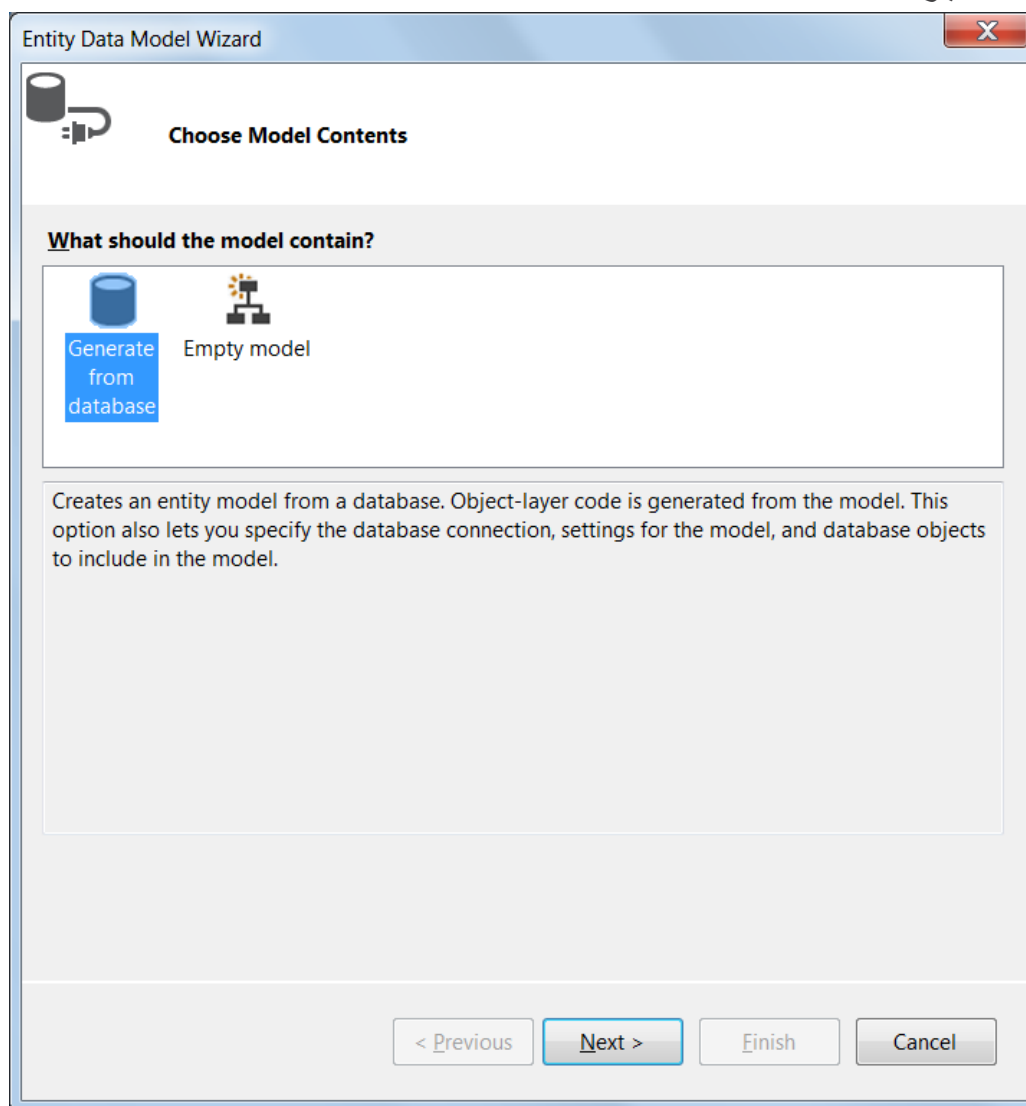 Entity Data Model Wizard
X
Choose Model Contents
What should the model contain?
Generate
from
database
Empty model
Creates an entity model from a database. Object-layer code is generated from the model. This
option also lets you specify the database connection, settings for the model, and database objects
to include in the model.
< Previous
Next >
Finish
Cancel